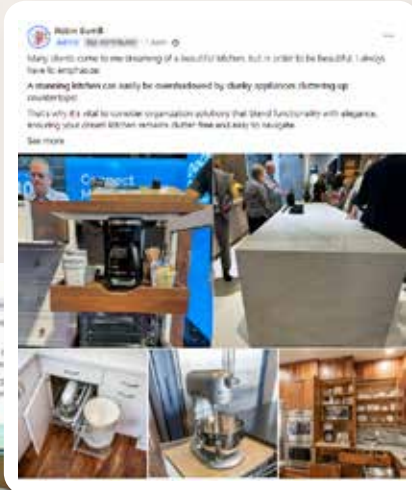 Robin Burrill
Many clients come to me dreaming of a beautiful kitchen, but in order to be beautiful, I always
have to emphasize:
A stunning kitchen can easily be overshadowed by clunky appliances cluttering up
countertops!
That's why it's vital to consider organization solutions that blend functionality with elegance,
ensuring your dream kitchen remains clutter-free and easy to navigate.
See more
Connect